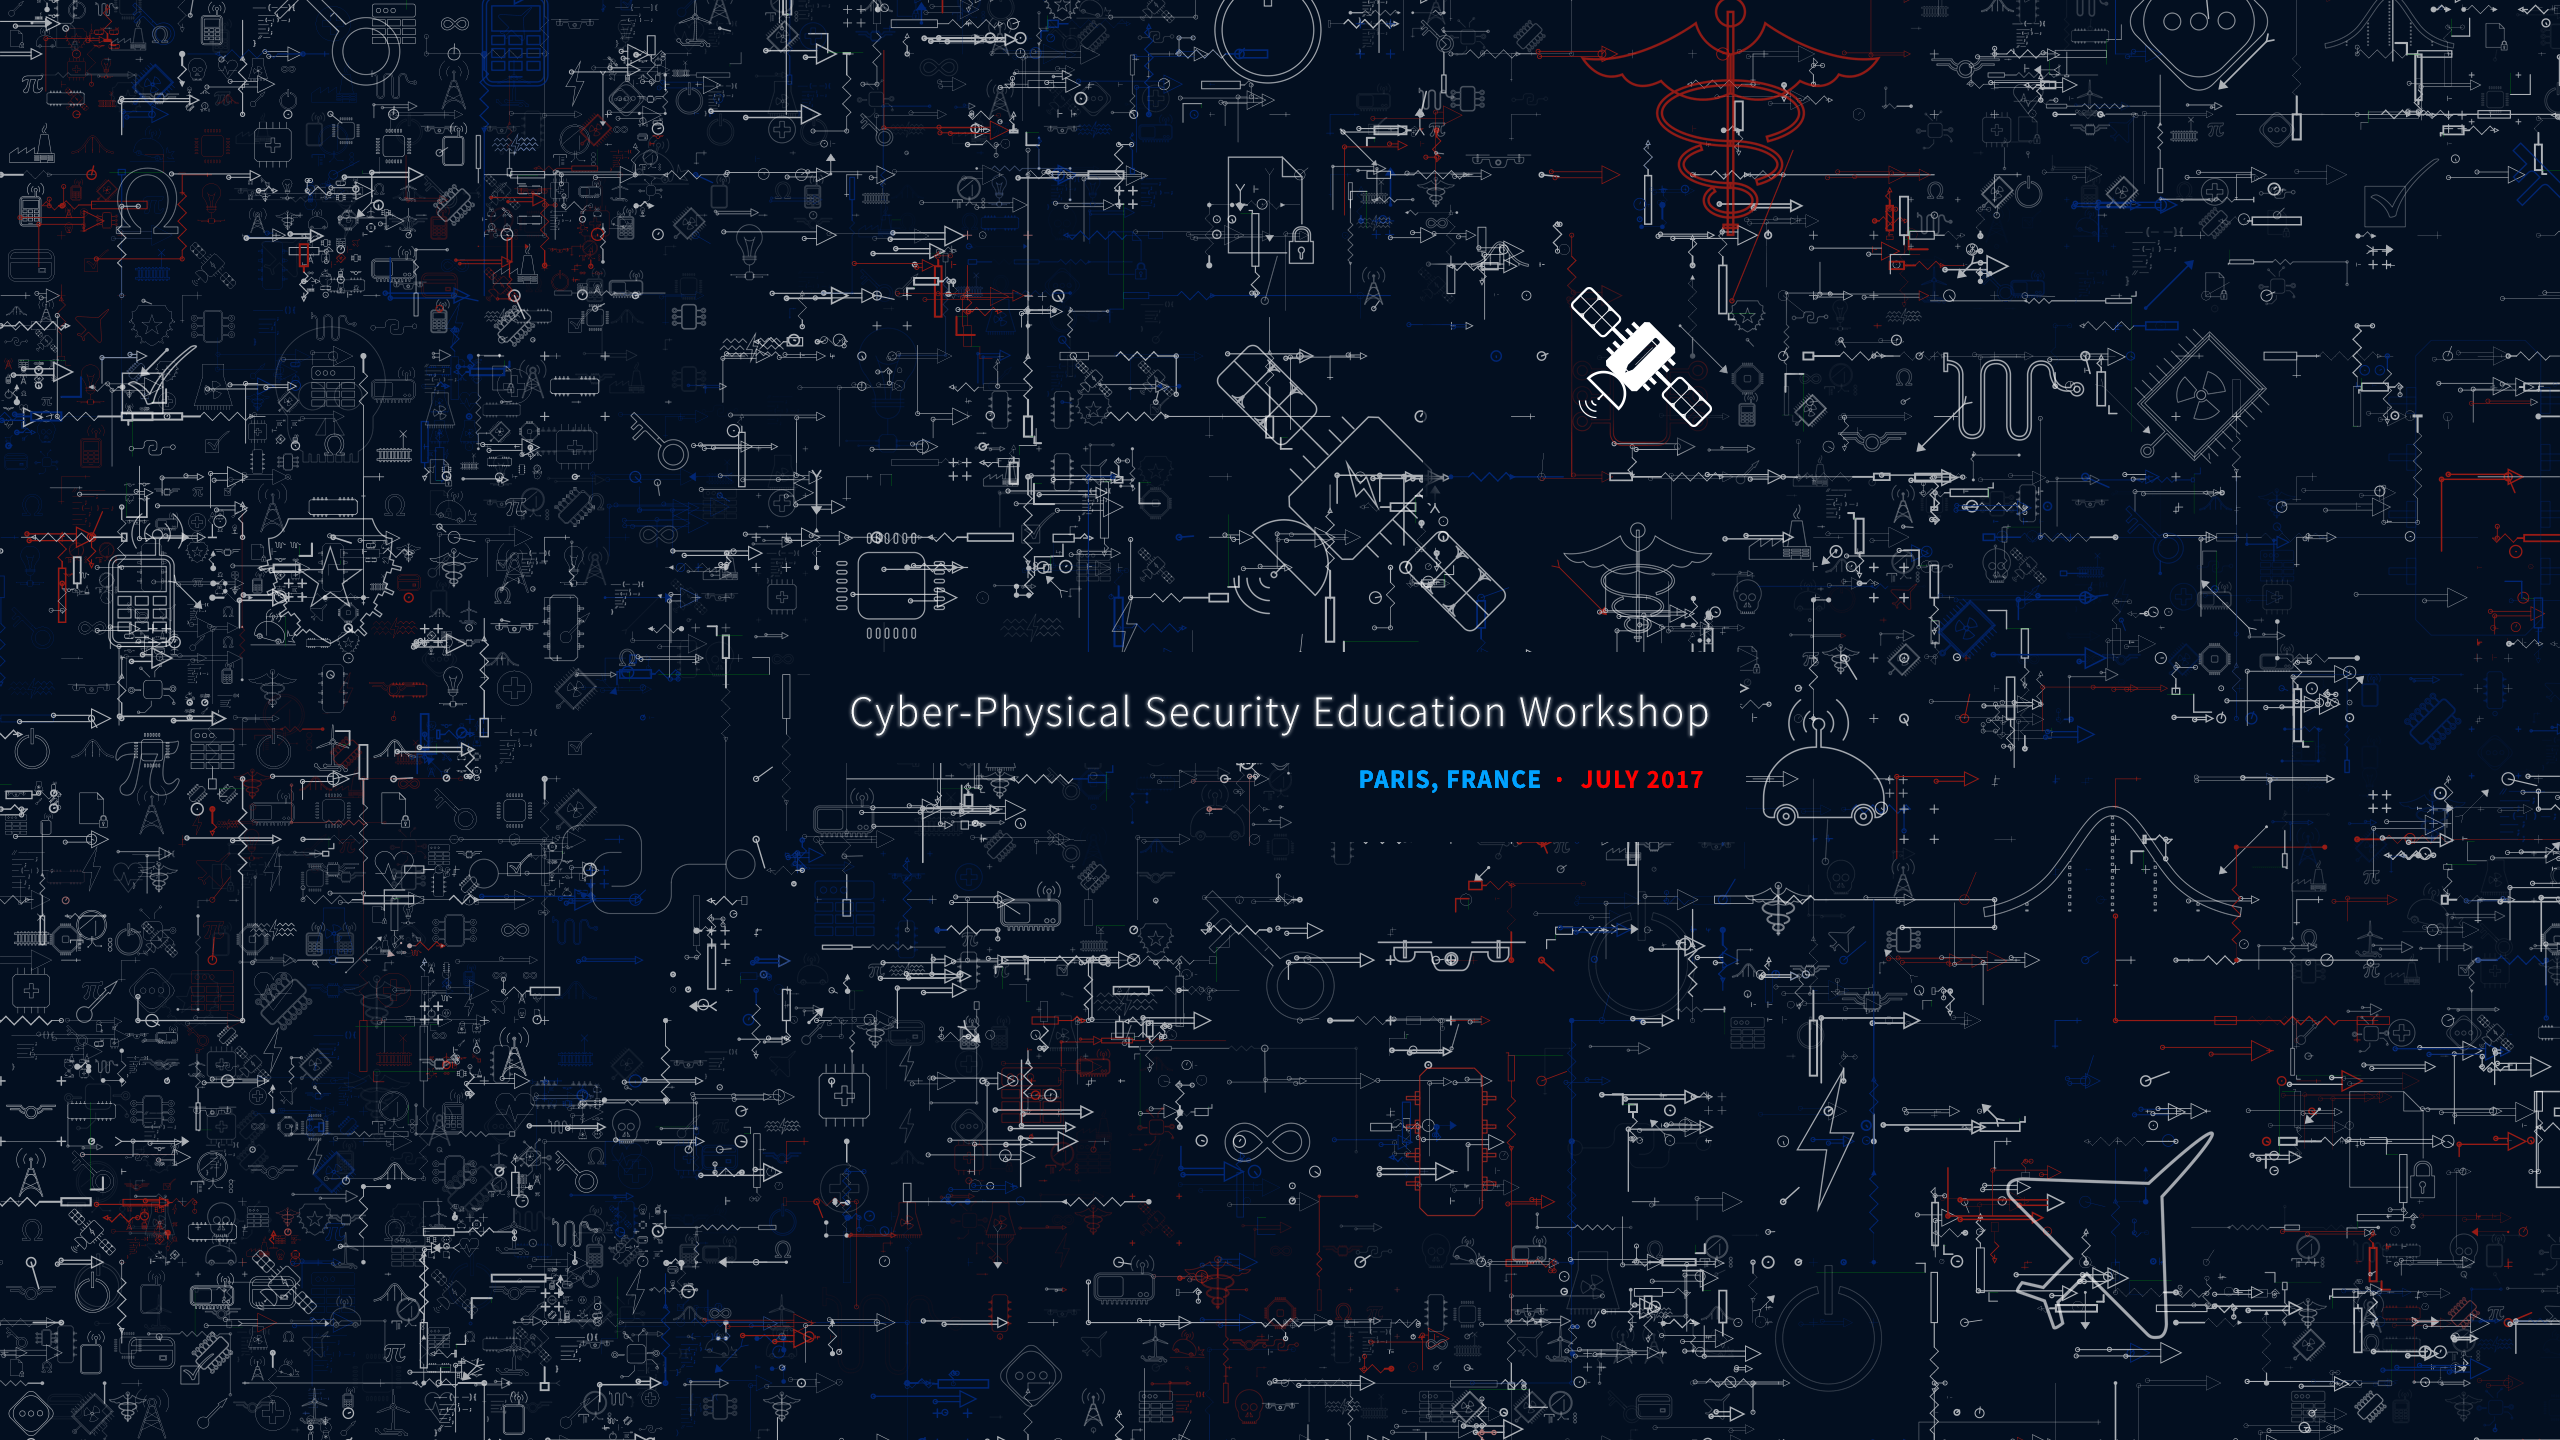 Cyber-Physical Security Education Workshop
PARIS, FRANCE · JULY 2017